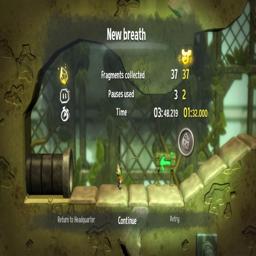 New breath
Fragments collected 37 37
Pauses used 3 2
Time 03:48.219 01:32.000
Return to Headquarter Continue Retry